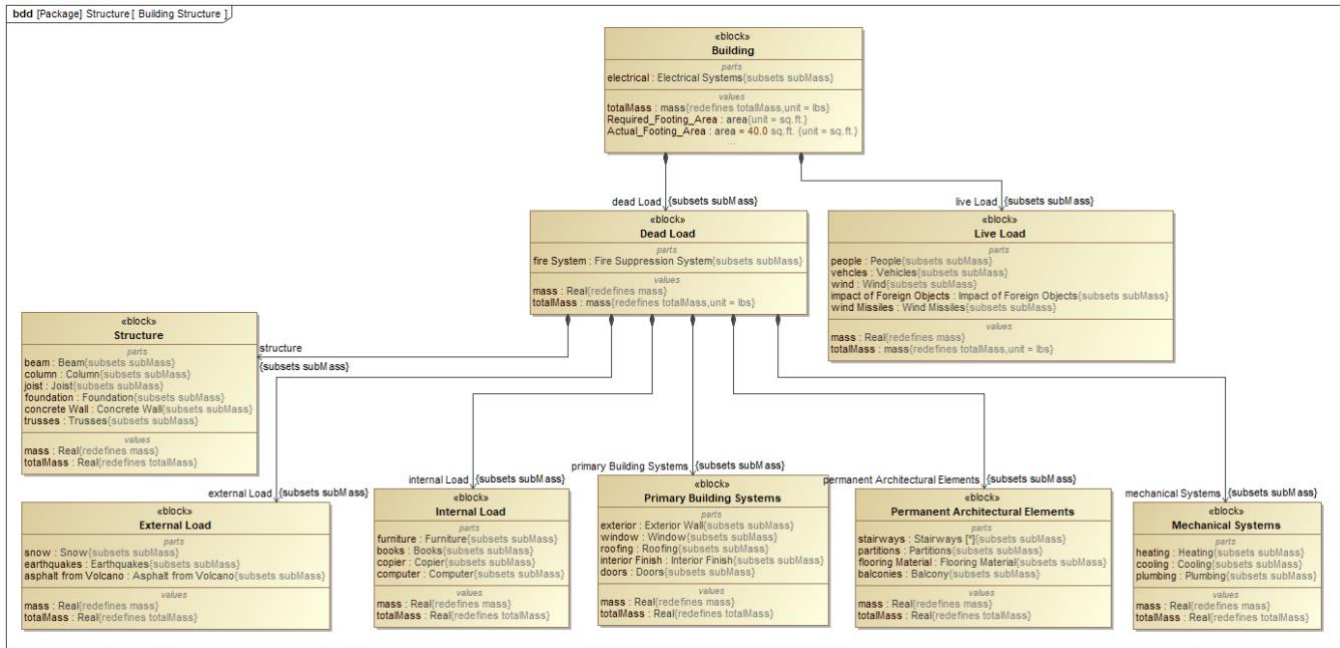 bdd [Package] Structure [ Building Structure ]
«block»
Building
parts
electrical : Electrical Systems{subsets subMass}
values
totalMass : mass{redefines totalMass,unit = lbs}
Required_Footing_Area : area{unit = sq.ft.}
Actual_Footing_Area : area = 40.0 sq.ft. {unit = sq.ft.}
...
dead Load {subsets subMass}
live Load {subsets subMass}
«block»
Dead Load
parts
fire System : Fire Suppression System{subsets subMass}
values
mass : Real{redefines mass}
totalMass : mass{redefines totalMass,unit = lbs}
«block»
Live Load
parts
people : People{subsets subMass}
vehcles : Vehicles{subsets subMass}
wind : Wind{subsets subMass}
impact of Foreign Objects : Impact of Foreign Objects{subsets subMass}
wind Missiles : Wind Missiles{subsets subMass}
values
mass : Real{redefines mass}
totalMass : mass{redefines totalMass,unit = lbs}
«block»
Structure
parts
beam : Beam{subsets subMass}
column : Column{subsets subMass}
joist : Joist{subsets subMass}
foundation : Foundation{subsets subMass}
concrete Wall : Concrete Wall{subsets subMass}
trusses : Trusses{subsets subMass}
values
mass : Real{redefines mass}
totalMass : Real{redefines totalMass}
structure
{subsets subMass}
external Load {subsets subMass}
internal Load {subsets subMass}
primary Building Systems {subsets subMass}
permanent Architectural Elements {subsets subMass}
mechanical Systems {subsets subMass}
«block»
External Load
parts
snow : Snow{subsets subMass}
earthquakes : Earthquakes{subsets subMass}
asphalt from Volcano : Asphalt from Volcano{subsets subMass}
values
mass : Real{redefines mass}
totalMass : Real{redefines totalMass}
«block»
Internal Load
parts
furniture : Furniture{subsets subMass}
books : Books{subsets subMass}
copier : Copier{subsets subMass}
computer : Computer{subsets subMass}
values
mass : Real{redefines mass}
totalMass : Real{redefines totalMass}
«block»
Primary Building Systems
parts
exterior : Exterior Wall{subsets subMass}
window : Window{subsets subMass}
roofing : Roofing{subsets subMass}
interior Finish : Interior Finish{subsets subMass}
doors : Doors{subsets subMass}
values
mass : Real{redefines mass}
totalMass : Real{redefines totalMass}
«block»
Permanent Architectural Elements
parts
stairways : Stairways [*]{subsets subMass}
partitions : Partitions{subsets subMass}
flooring Material : Flooring Material{subsets subMass}
balconies : Balcony{subsets subMass}
values
mass : Real{redefines mass}
totalMass : Real{redefines totalMass}
«block»
Mechanical Systems
parts
heating : Heating{subsets subMass}
cooling : Cooling{subsets subMass}
plumbing : Plumbing{subsets subMass}
values
mass : Real{redefines mass}
totalMass : Real{redefines totalMass}